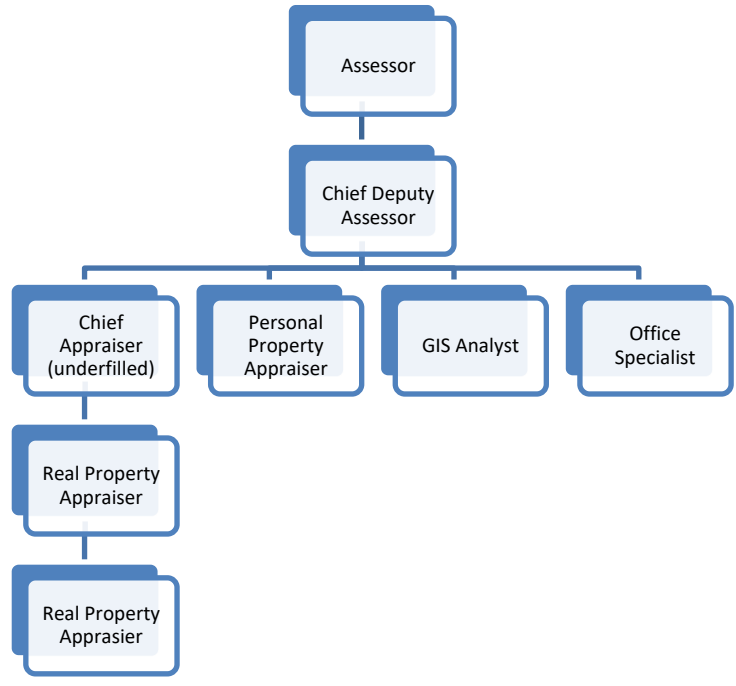 Assessor
Chief Deputy
Assessor
Chief
Appraiser
(underfilled)
Personal
Property
Appraiser
GIS Analyst
Office
Specialist
Real Property
Appraiser
Real Property
Apprasier